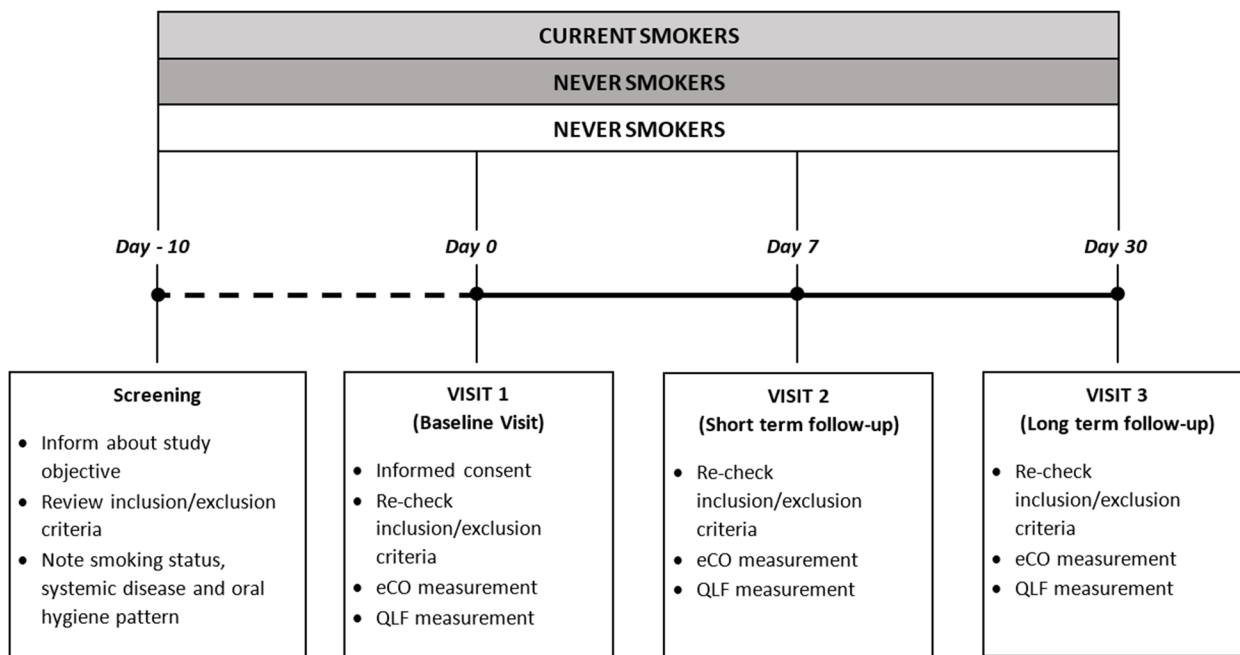 CURRENT SMOKERS
NEVER SMOKERS
NEVER SMOKERS
Day - 10
Day 0
Day 7
Day 30
Screening
• Inform about study
objective
• Review inclusion/exclusion
criteria
• Note smoking status,
systemic disease and oral
hygiene pattern
VISIT 1
(Baseline Visit)
• Informed consent
• Re-check
inclusion/exclusion
criteria
• eCO measurement
• QLF measurement
VISIT 2
(Short term follow-up)
• Re-check
inclusion/exclusion
criteria
• eCO measurement
• QLF measurement
VISIT 3
(Long term follow-up)
• Re-check
inclusion/exclusion
criteria
• eCO measurement
• QLF measurement